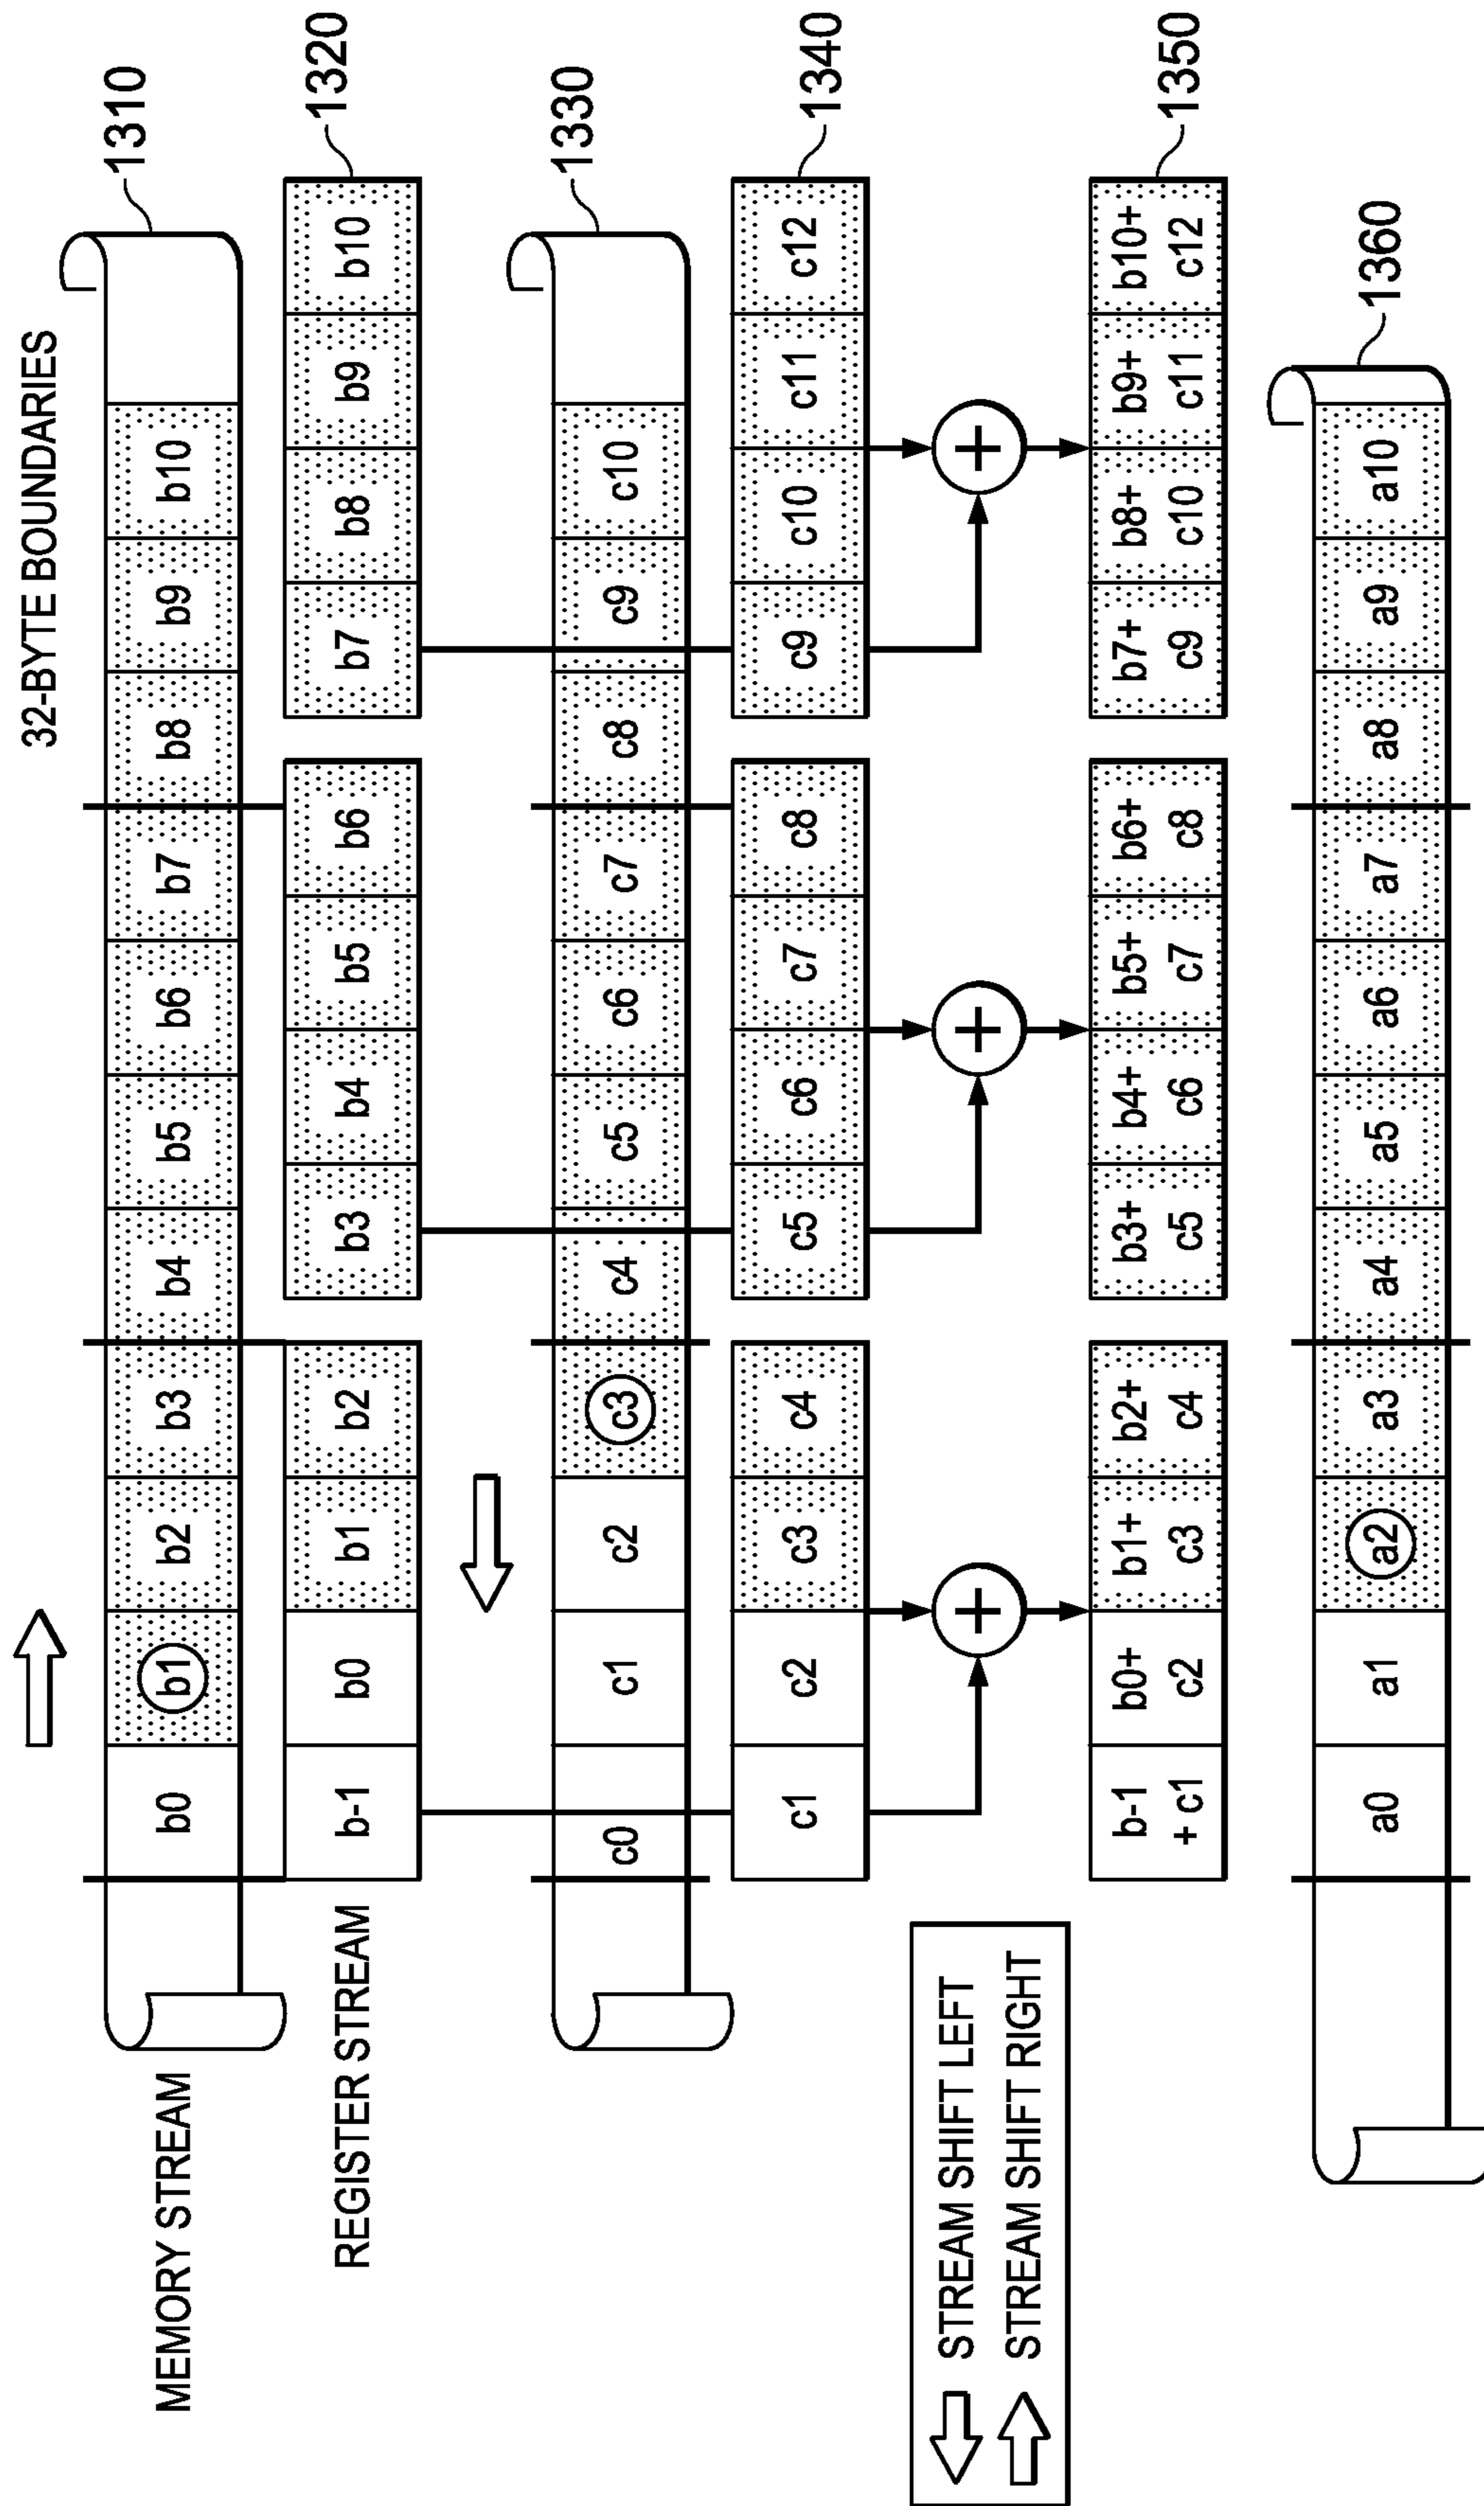 32-BYTE BOUNDARIES
MEMORY STREAM b0 b1 b2 b3 b4 b5 b6 b7 b8 b9 b10 1310
REGISTER STREAM b-1 b0 b1 b2 b3 b4 b5 b6 b7 b8 b9 b10 1320
c0 c1 c2 c3 c4 c5 c6 c7 c8 c9 c10 1330
c1 c2 c3 c4 c5 c6 c7 c8 c9 c10 c11 c12 1340
STREAM SHIFT LEFT
STREAM SHIFT RIGHT
+ + +
b-1 b0+ b1+ b2+ b3+ b4+ b5+ b6+ b7+ b8+ b9+ b10+ 1350
+ c1 c2 c3 c4 c5 c6 c7 c8 c9 c10 c11 c12
a0 a1 a2 a3 a4 a5 a6 a7 a8 a9 a10 1360